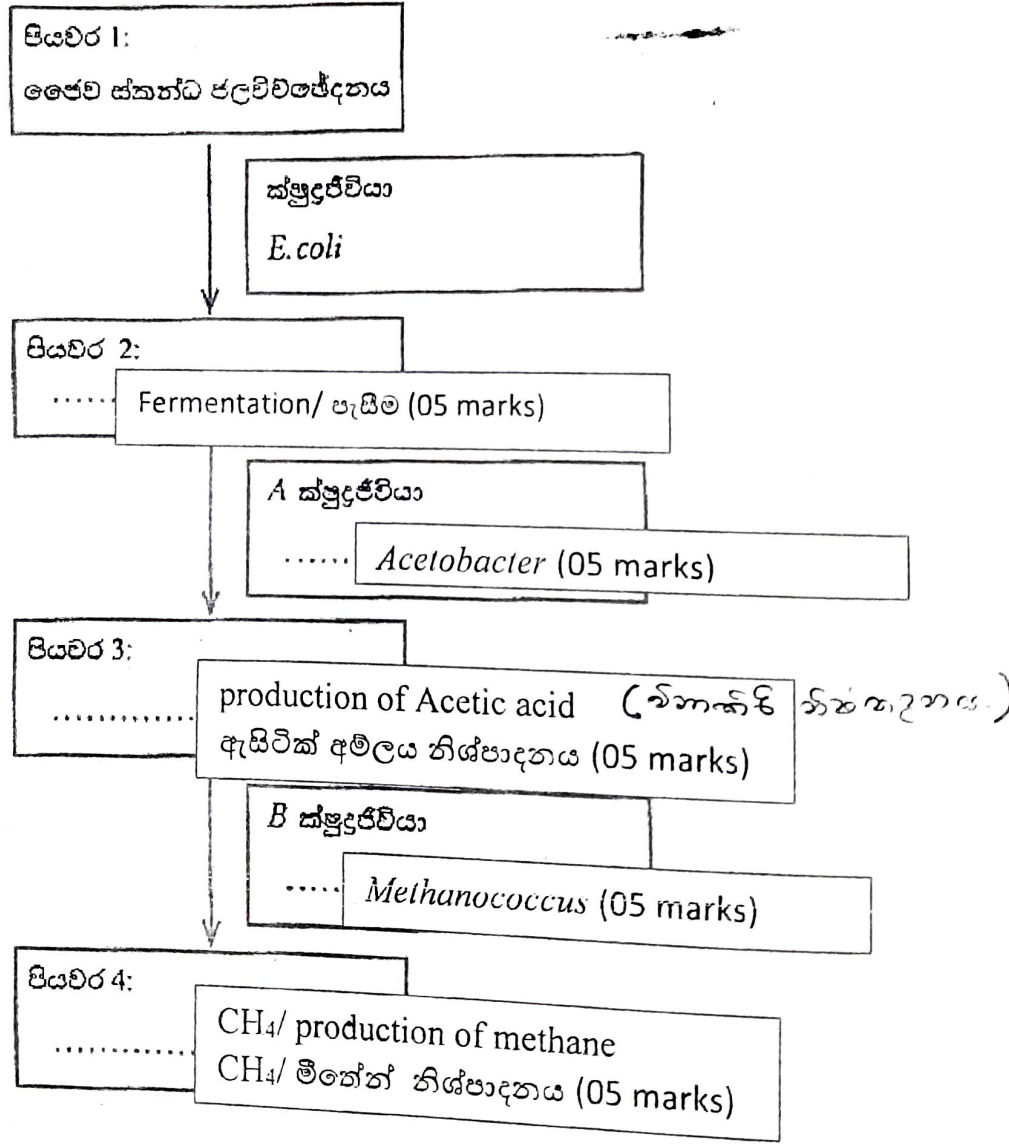 පියවර 1:
ජෛව ස්කන්ධ ජලවිච්ඡේදනය
ක්ෂුද්‍රජීවියා
E.coli
පියවර 2:
...... Fermentation/ පැසීම (05 marks)
A ක්ෂුද්‍රජීවියා
...... Acetobacter (05 marks)
පියවර 3:
............. production of Acetic acid
ඇසිටික් අම්ලය නිශ්පාදනය (05 marks)
B ක්ෂුද්‍රජීවියා
...... Methanococcus (05 marks)
පියවර 4:
............. CH₄/ production of methane
CH₄/ මීතේන් නිශ්පාදනය (05 marks)